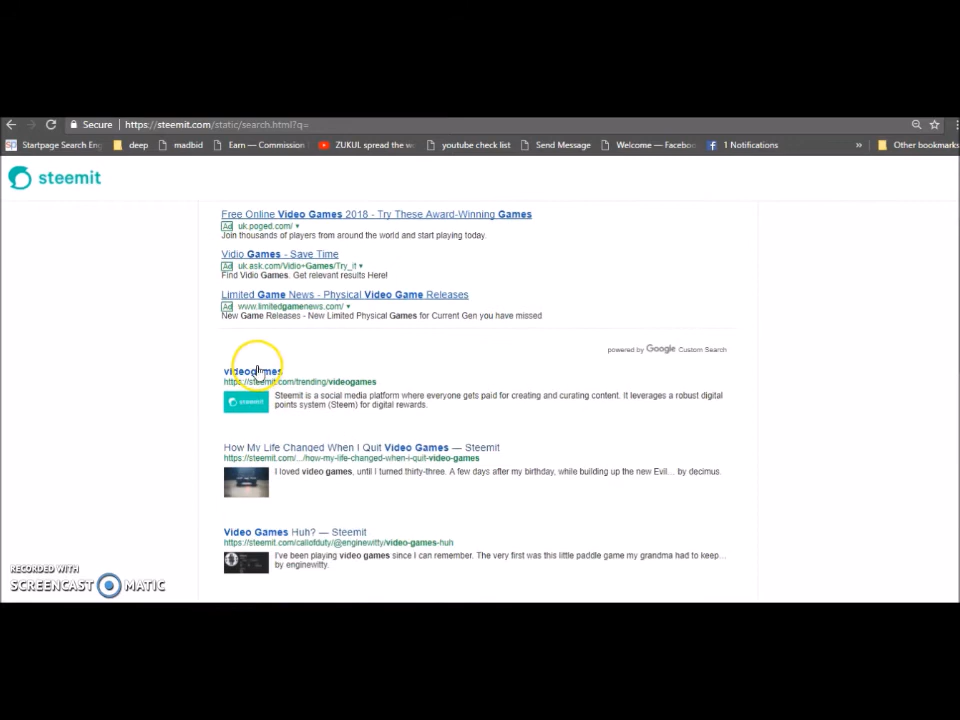 Secure https://steemit.com/static/search.html?q=
Startpage Search Eng deep madbid Earn — Commission ZUKUL spread the w youtube check list Send Message Welcome — Faceboo 1 Notifications » Other bookmarks
steemit
Free Online Video Games 2018 - Try These Award-Winning Games
Ad uk.poged.com/
Join thousands of players from around the world and start playing today.
Vidio Games - Save Time
Ad uk.ask.com/Vidio+Games/Try_it
Find Vidio Games. Get relevant results Here!
Limited Game News - Physical Video Game Releases
Ad www.limitedgamenews.com/
New Game Releases - New Limited Physical Games for Current Gen you have missed
powered by Google Custom Search
videogames
https://steemit.com/trending/videogames
steemit
Steemit is a social media platform where everyone gets paid for creating and curating content. It leverages a robust digital
points system (Steem) for digital rewards.
How My Life Changed When I Quit Video Games — Steemit
https://steemit.com/.../how-my-life-changed-when-i-quit-video-games
I loved video games, until I turned thirty-three. A few days after my birthday, while building up the new Evil... by decimus.
Video Games Huh? — Steemit
https://steemit.com/callofduty/@enginewitty/video-games-huh
I've been playing video games since I can remember. The very first was this little paddle game my grandma had to keep...
by enginewitty.
RECORDED WITH
SCREENCAST MATIC